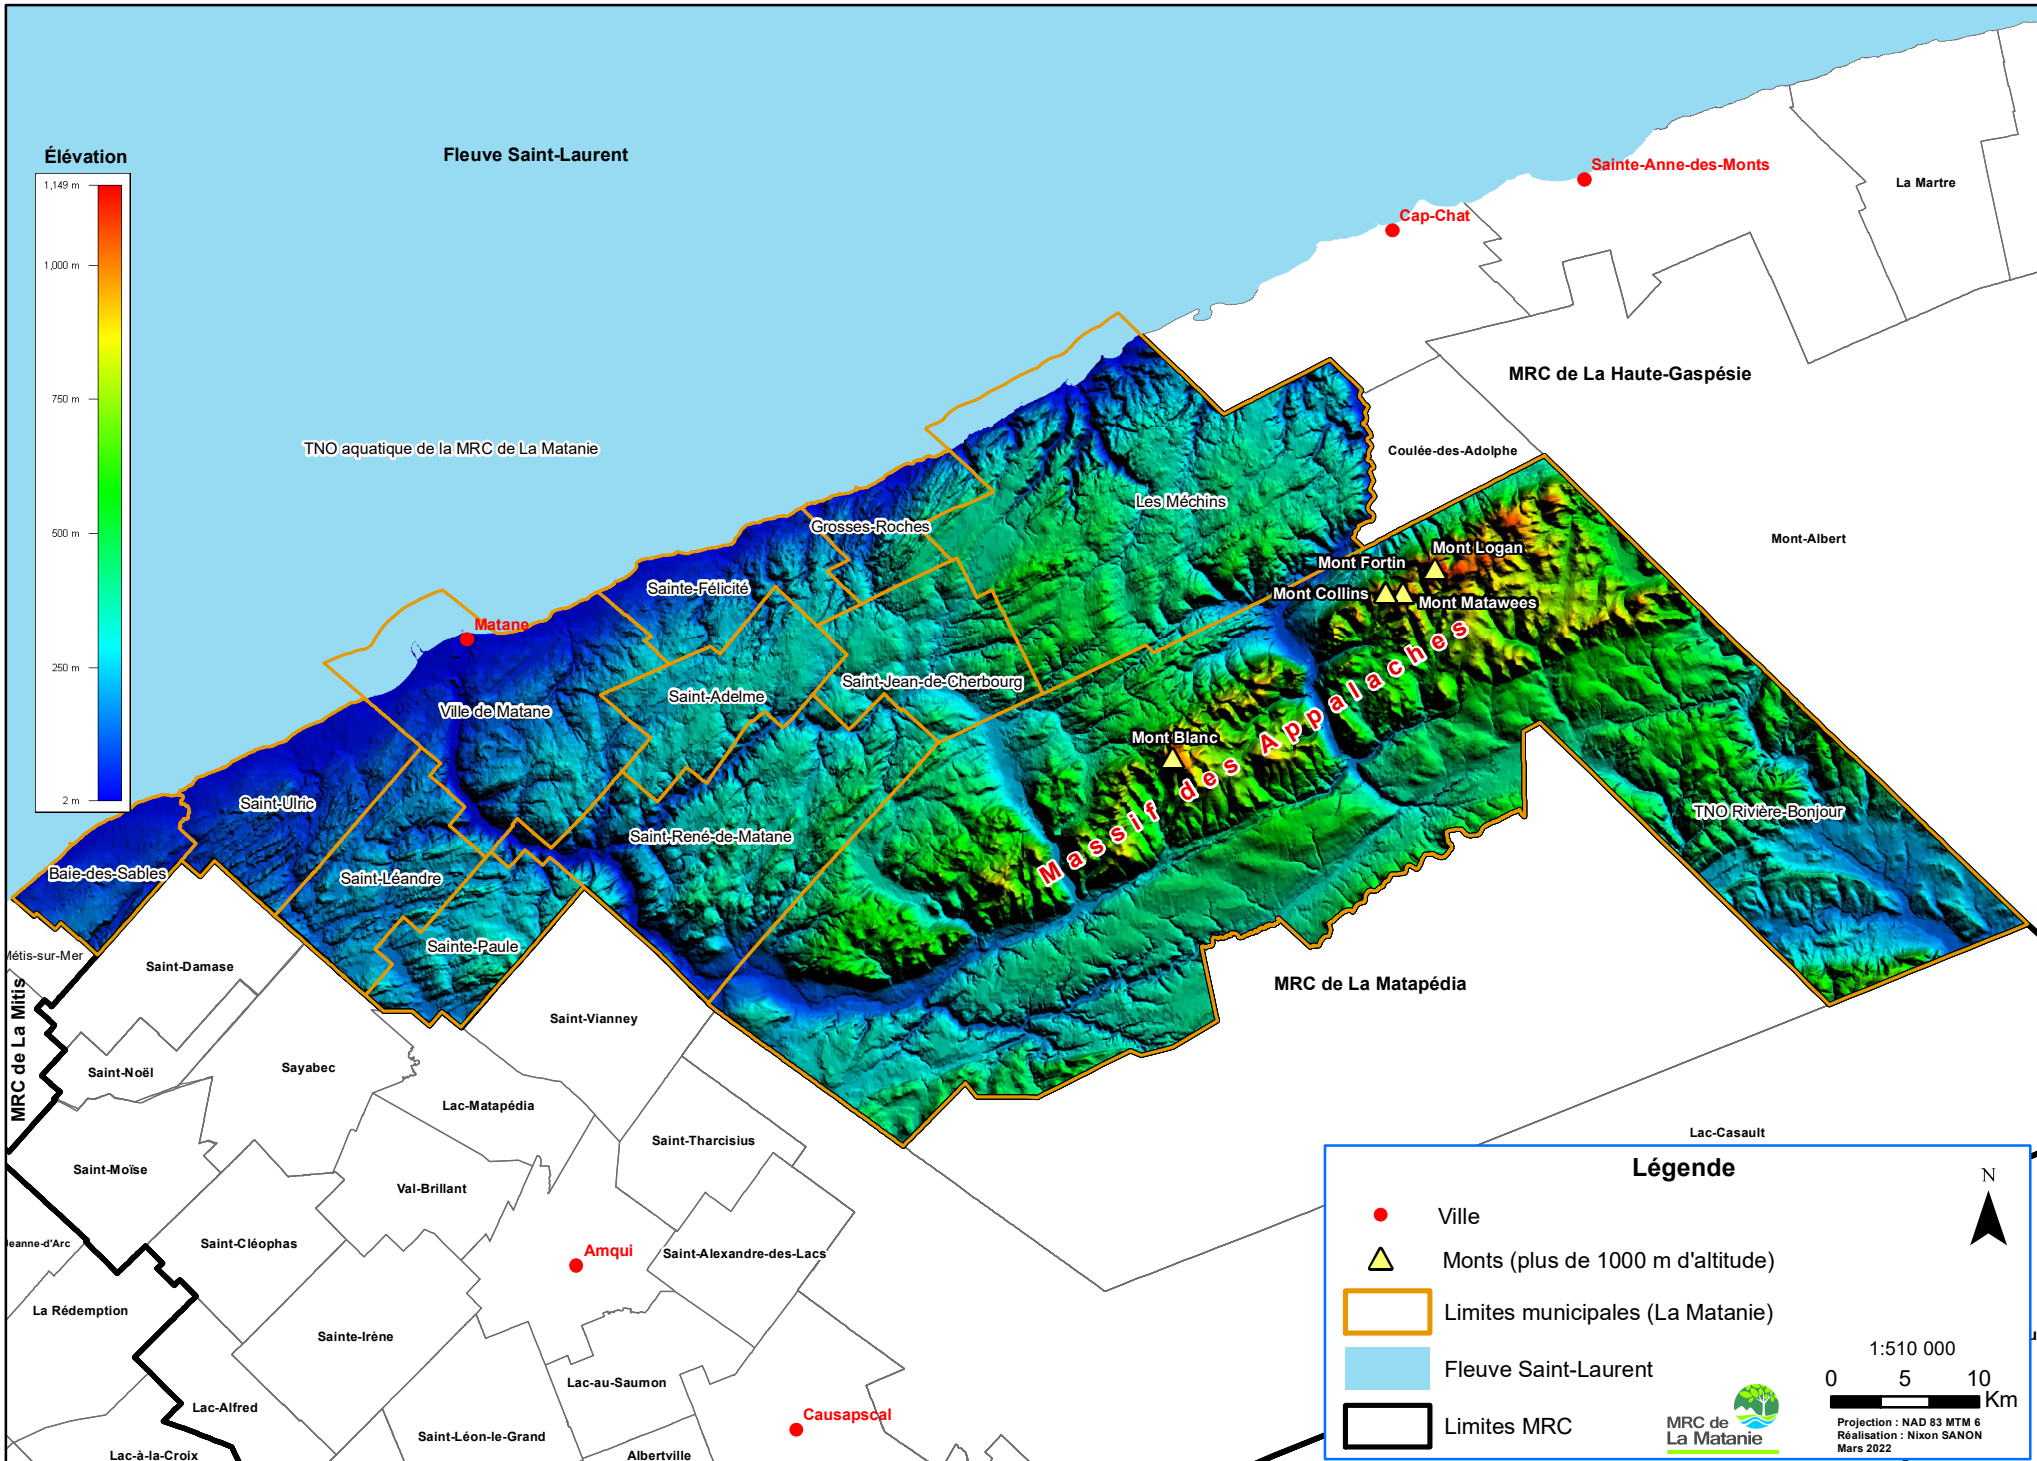 Élévation
1,149 m
1,000 m
750 m
500 m
250 m
2 m
Fleuve Saint-Laurent
TNO aquatique de la MRC de La Matanie
Sainte-Anne-des-Monts
Cap-Chat
La Martre
MRC de La Haute-Gaspésie
Coulée-des-Adolphe
Mont-Albert
Les Méchins
Grosses-Roches
Mont Logan
Mont Fortin
Mont Collins
Mont Matawees
Sainte-Félicité
Matane
Saint-Jean-de-Cherbourg
Saint-Adelme
Ville de Matane
Mont Blanc
Massif des Appalaches
Saint-Ulric
Saint-René-de-Matane
TNO Rivière-Bonjour
Baie-des-Sables
Saint-Léandre
Sainte-Paule
Métis-sur-Mer
Saint-Damase
MRC de La Mitis
MRC de La Matapédia
Saint-Vianney
Saint-Noël
Sayabec
Lac-Matapédia
Saint-Tharcisius
Lac-Casault
Saint-Moïse
Val-Brillant
Jeanne-d'Arc
Saint-Cléophas
Amqui
Saint-Alexandre-des-Lacs
La Rédemption
Sainte-Irène
Lac-au-Saumon
Lac-Alfred
Causapscal
Saint-Léon-le-Grand
Lac-à-la-Croix
Albertville
Légende
N
Ville
Monts (plus de 1000 m d'altitude)
Limites municipales (La Matanie)
Fleuve Saint-Laurent
Limites MRC
1:510 000
0 5 10
Km
MRC de
La Matanie
Projection : NAD 83 MTM 6
Réalisation : Nixon SANON
Mars 2022